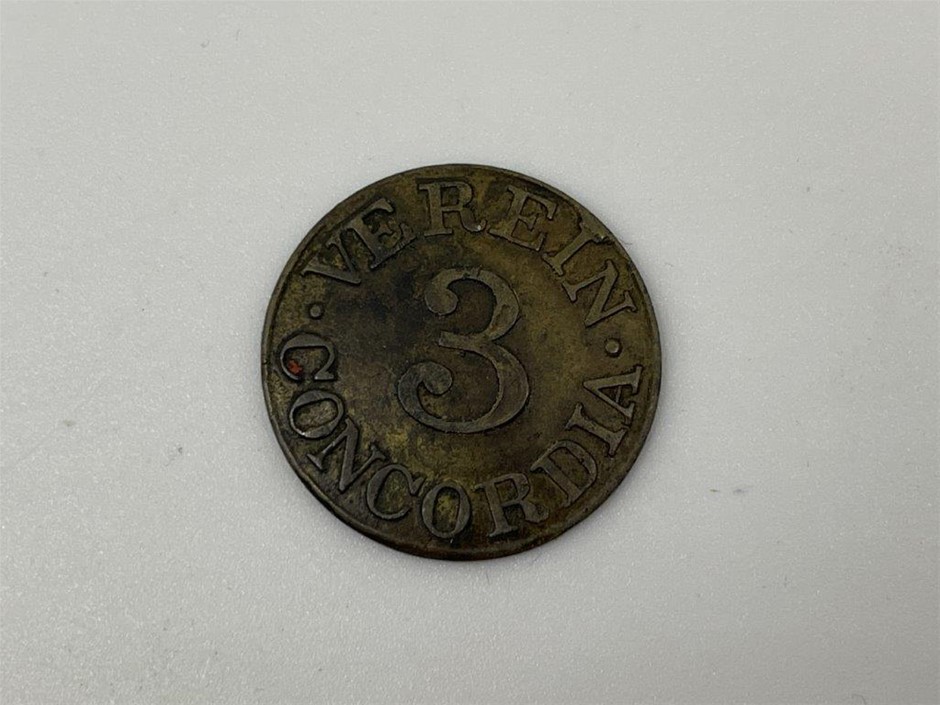 · VEREIN ·
CONCORDIA
3